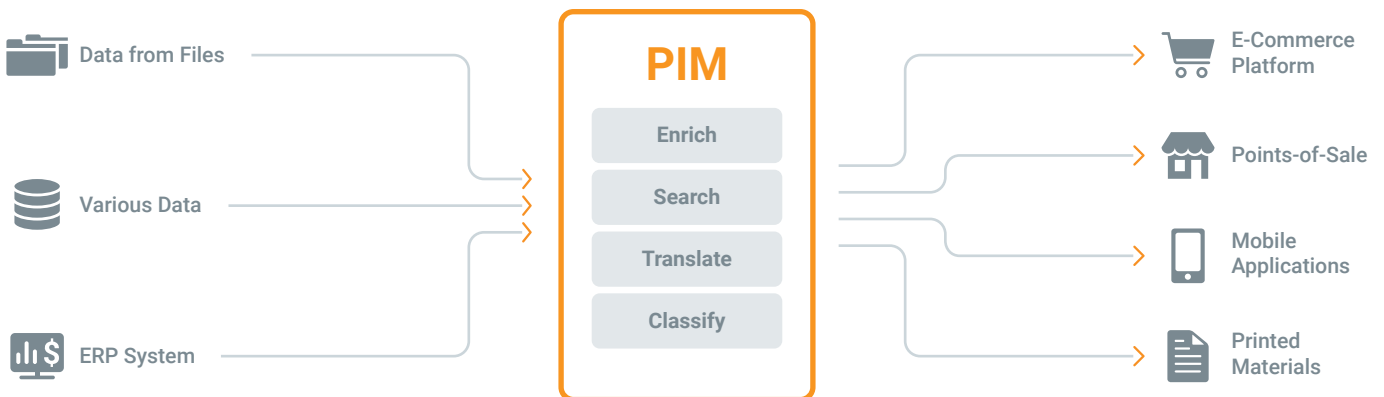 Data from Files
Various Data
ERP System
PIM
Enrich
Search
Translate
Classify
E-Commerce
Platform
Points-of-Sale
Mobile
Applications
Printed
Materials